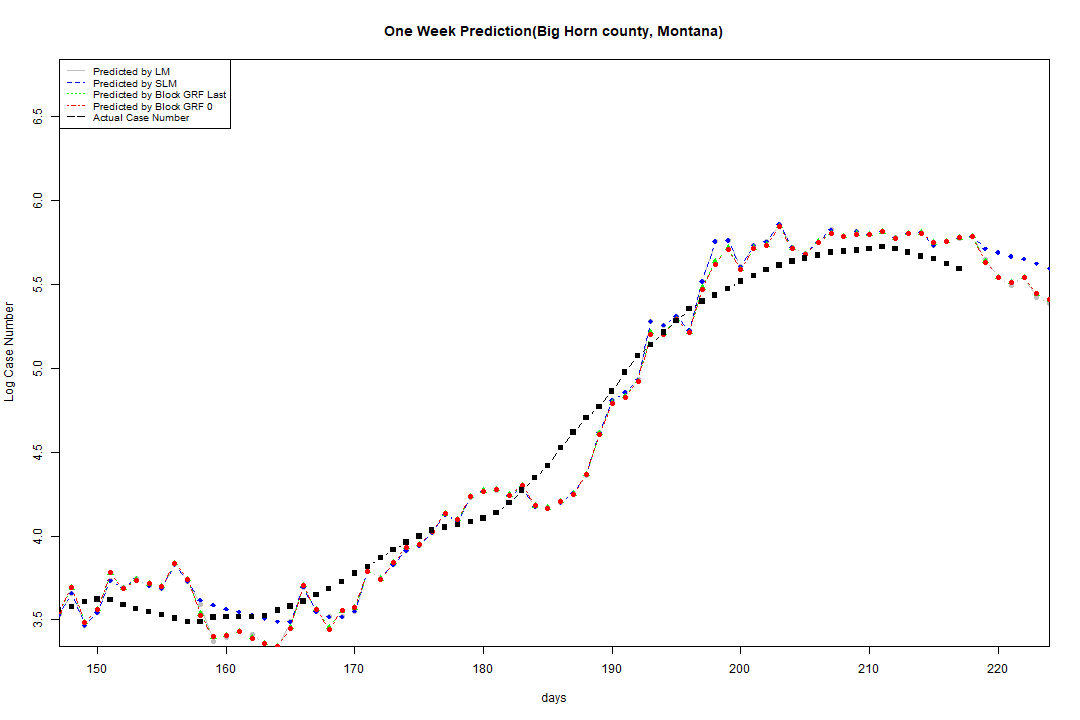 One Week Prediction(Big Horn county, Montana)
Predicted by LM
Predicted by SLM
Predicted by Block GRF Last
Predicted by Block GRF 0
Actual Case Number
6.5
6.0
5.5
5.0
4.5
4.0
3.5
Log Case Number
150 160 170 180 190 200 210 220
days